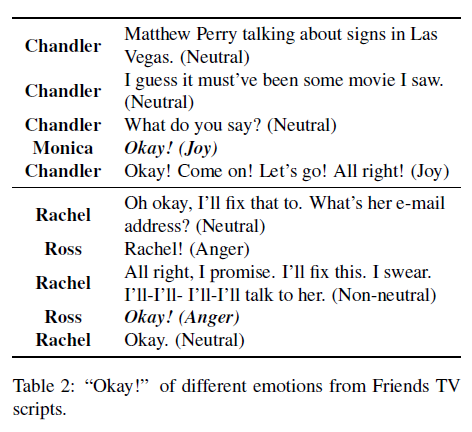 Chandler Matthew Perry talking about signs in Las
Vegas. (Neutral)
Chandler I guess it must've been some movie I saw.
(Neutral)
Chandler What do you say? (Neutral)
Monica Okay! (Joy)
Chandler Okay! Come on! Let's go! All right! (Joy)
Rachel Oh okay, I'll fix that to. What's her e-mail
address? (Neutral)
Ross Rachel! (Anger)
Rachel All right, I promise. I'll fix this. I swear.
I'll-I'll- I'll-I'll talk to her. (Non-neutral)
Ross Okay! (Anger)
Rachel Okay. (Neutral)
Table 2: “Okay!” of different emotions from Friends TV
scripts.